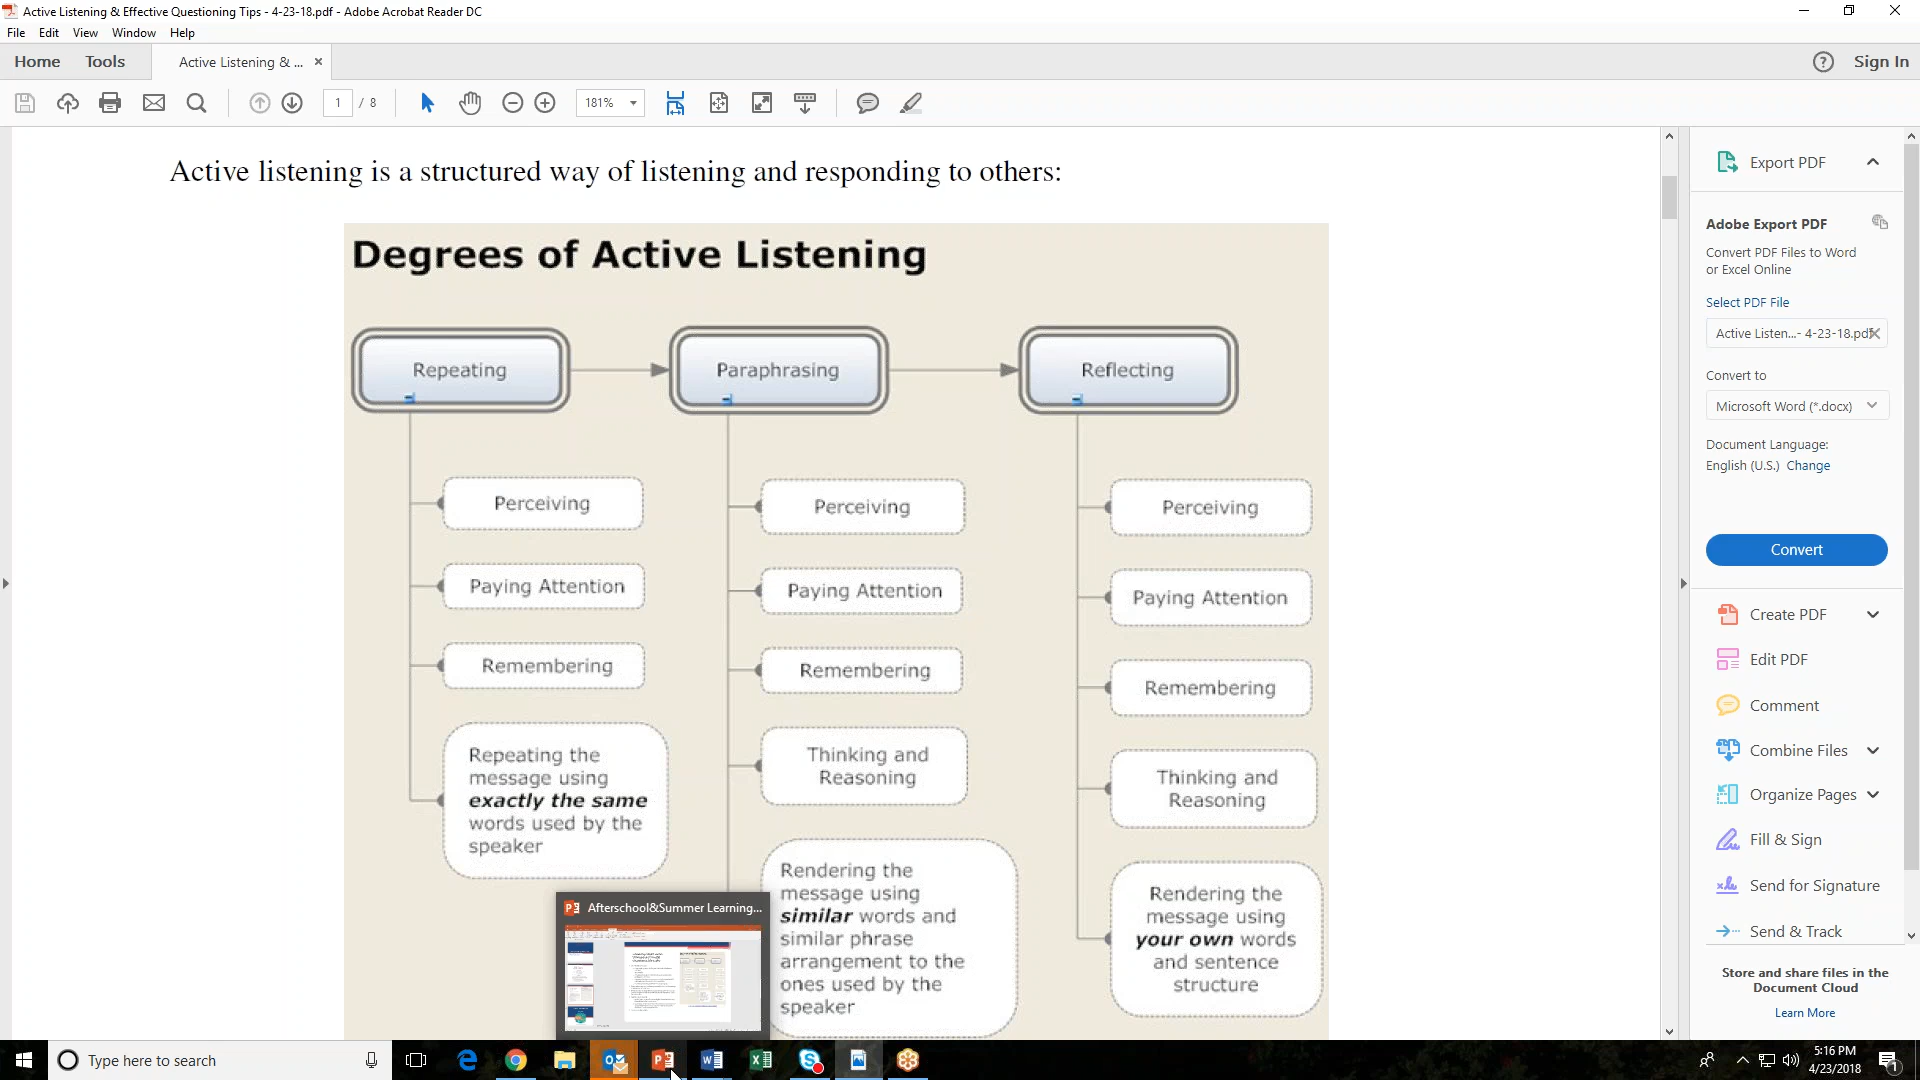 Active Listening & Effective Questioning Tips - 4-23-18.pdf - Adobe Acrobat Reader DC
File Edit View Window Help
Home Tools Active Listening & ... ×
? Sign In
1 / 8 181%
Active listening is a structured way of listening and responding to others:
Degrees of Active Listening
Repeating
Paraphrasing
Reflecting
Perceiving
Paying Attention
Remembering
Repeating the
message using
exactly the same
words used by the
speaker
Perceiving
Paying Attention
Remembering
Thinking and
Reasoning
Rendering the
message using
similar words and
similar phrase
arrangement to the
ones used by the
speaker
Perceiving
Paying Attention
Remembering
Thinking and
Reasoning
Rendering the
message using
your own words
and sentence
structure
Export PDF
Adobe Export PDF
Convert PDF Files to Word
or Excel Online
Select PDF File
Active Listen...- 4-23-18.pdf
Convert to
Microsoft Word (*.docx)
Document Language:
English (U.S.) Change
Convert
Create PDF
Edit PDF
Comment
Combine Files
Organize Pages
Fill & Sign
Send for Signature
Send & Track
Store and share files in the
Document Cloud
Learn More
Afterschool&Summer Learning...
Type here to search
5:16 PM
4/23/2018
1